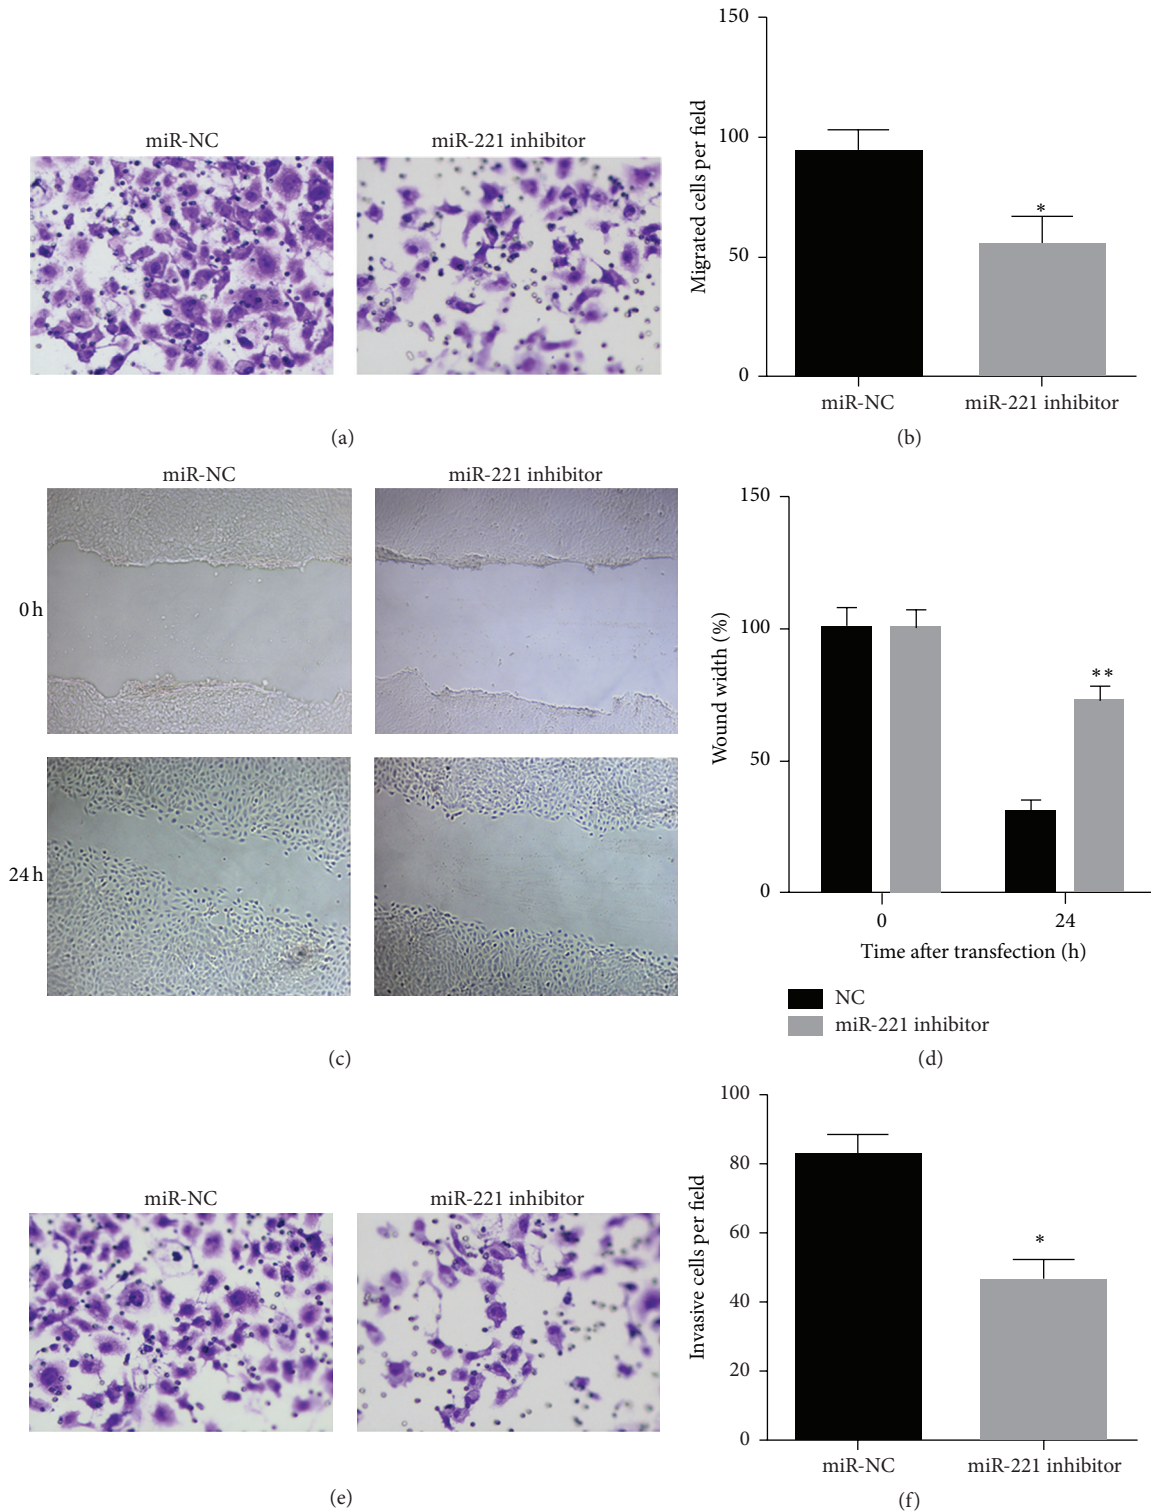 miR-NC
miR-221 inhibitor
(a)
150
100
50
0
Migrated cells per field
*
miR-NC
miR-221 inhibitor
(b)
miR-NC
miR-221 inhibitor
0 h
24 h
(c)
150
100
50
0
Wound width (%)
**
0
24
Time after transfection (h)
NC
miR-221 inhibitor
(d)
miR-NC
miR-221 inhibitor
(e)
100
80
60
40
20
0
Invasive cells per field
*
miR-NC
miR-221 inhibitor
(f)